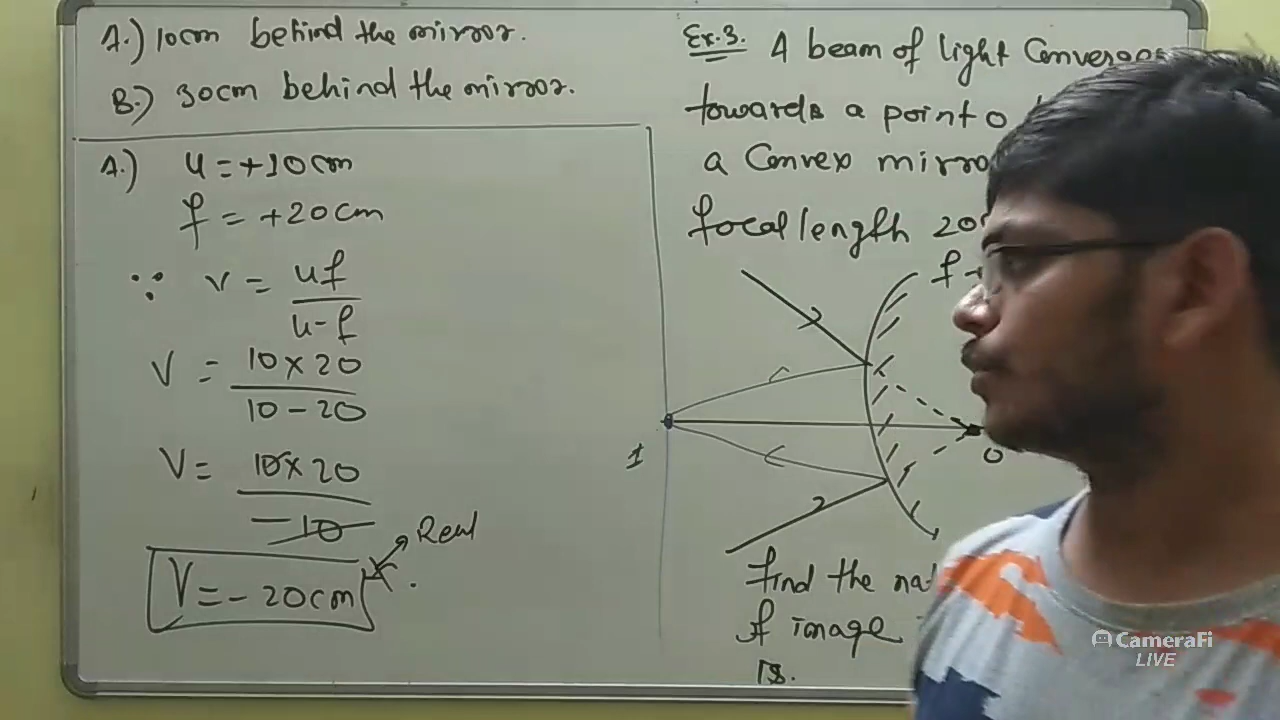 A.) 10cm behind the mirror.
B.) 30cm behind the mirror.
A.) u = +10cm
f = +20cm
∵ v = uf / u-f
V = 10 × 20 / 10 - 20
V = 10 × 20 / -10
V = - 20cm
Real
Ex.3. A beam of light Converges
towards a point O
a Convex mirro
focal length 20
f
I
O
find the nat
of image
is.
CameraFi
LIVE